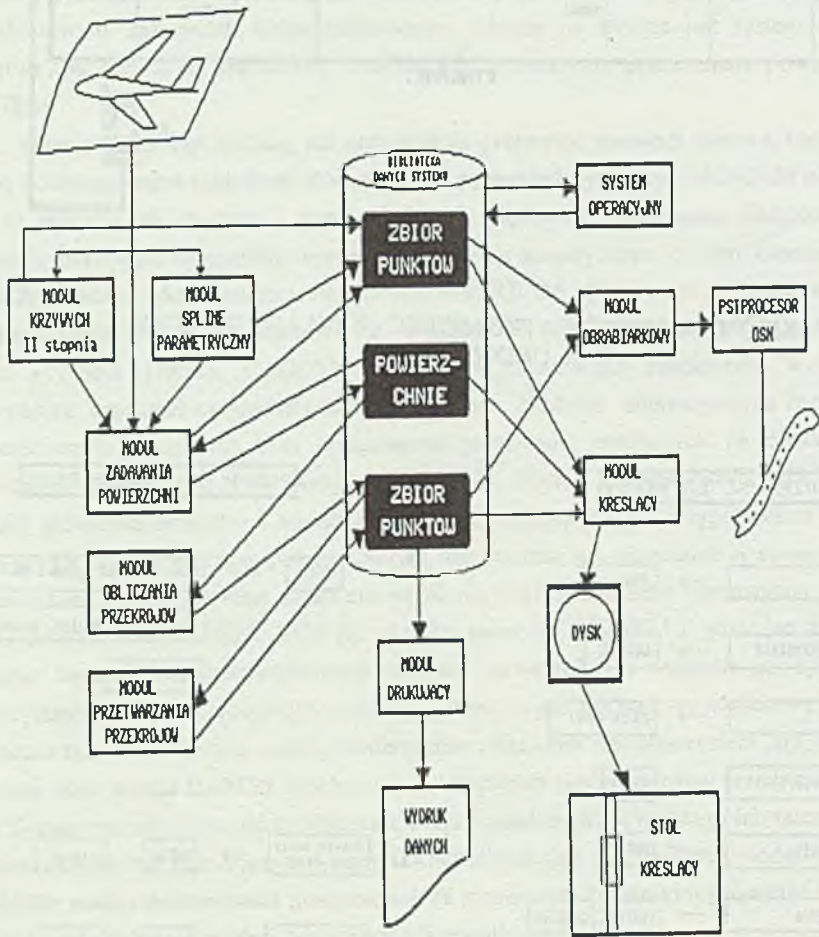 BIBLIOTEKA
DANYCH SYSTEMU
SYSTEM
OPERACYJNY
ZBIOR
PUNKTOW
MODUL
KRZYWYCH
II stopnia
MODUL
SPLINE
PARAMETRYCZNY
MODUL
OBRABIARKOWY
PSTPROCESOR
OSN
POWIERZ-
CHNIE
MODUL
ZADAWANIA
POWIERZCHNI
ZBIOR
PUNKTOW
MODUL
KRESLACY
MODUL
OBLICZANIA
PRZEKROJOW
DYSK
MODUL
DRUKUJACY
MODUL
PRZETWARZANIA
PRZEKROJOW
WYDRUK
DANYCH
STOL
KRESLACY